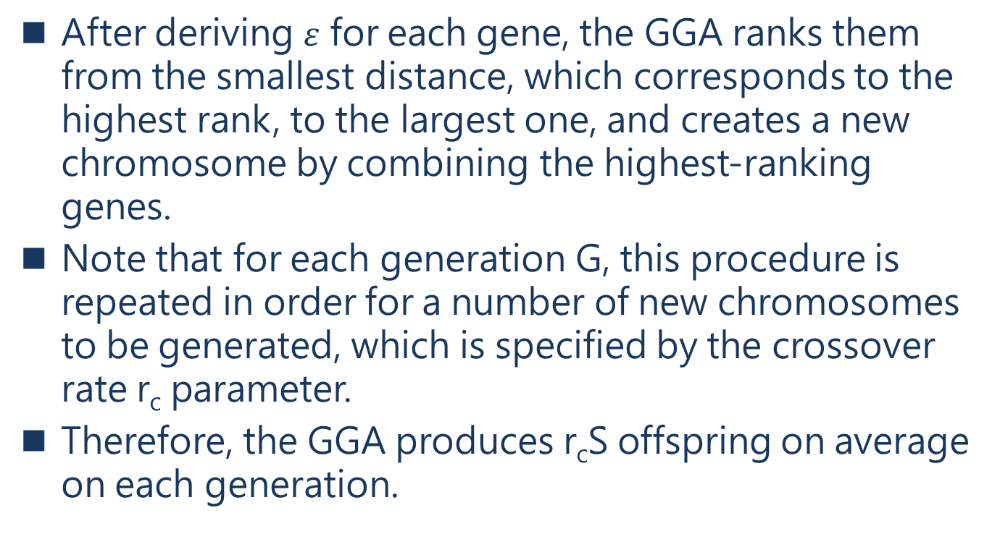 ■ After deriving ε for each gene, the GGA ranks them
from the smallest distance, which corresponds to the
highest rank, to the largest one, and creates a new
chromosome by combining the highest-ranking
genes.
■ Note that for each generation G, this procedure is
repeated in order for a number of new chromosomes
to be generated, which is specified by the crossover
rate r_c parameter.
■ Therefore, the GGA produces r_cS offspring on average
on each generation.